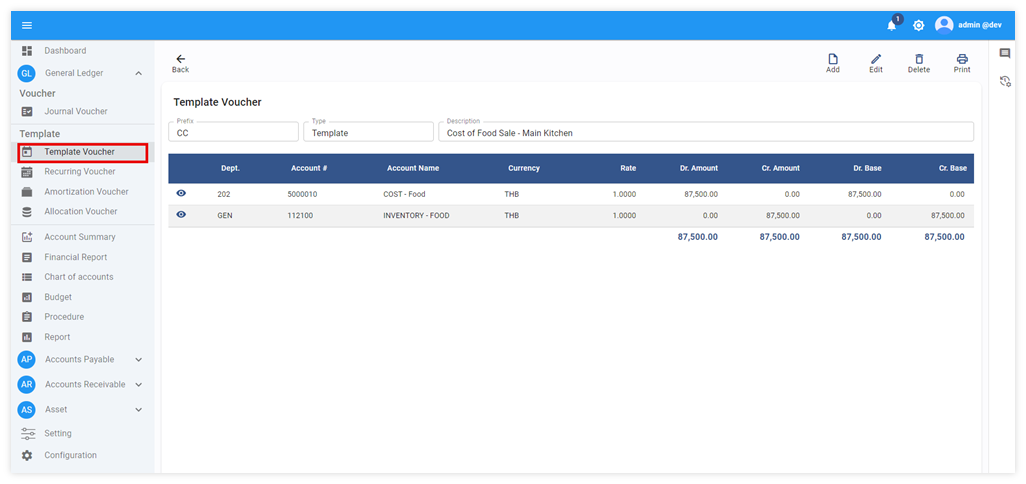 1
admin @dev
Dashboard
GL General Ledger
Voucher
Journal Voucher
Template
Template Voucher
Recurring Voucher
Amortization Voucher
Allocation Voucher
Account Summary
Financial Report
Chart of accounts
Budget
Procedure
Report
AP Accounts Payable
AR Accounts Receivable
AS Asset
Setting
Configuration
Back
Add Edit Delete Print
Template Voucher
Prefix Type Description
CC Template Cost of Food Sale - Main Kitchen
Dept. Account # Account Name Currency Rate Dr. Amount Cr. Amount Dr. Base Cr. Base
202 5000010 COST - Food THB 1.0000 87,500.00 0.00 87,500.00 0.00
GEN 112100 INVENTORY - FOOD THB 1.0000 0.00 87,500.00 0.00 87,500.00
87,500.00 87,500.00 87,500.00 87,500.00